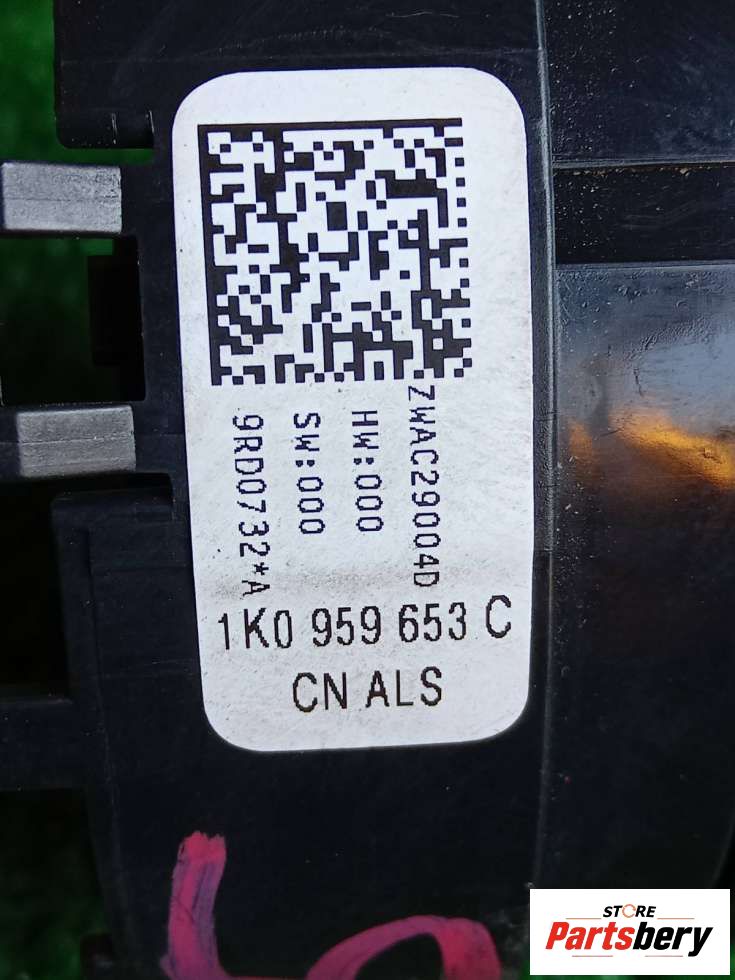 ZWAC29004D
HW:000
SW:000
9RD0732*A
1K0 959 653 C
CN ALS
STORE
Partsbery